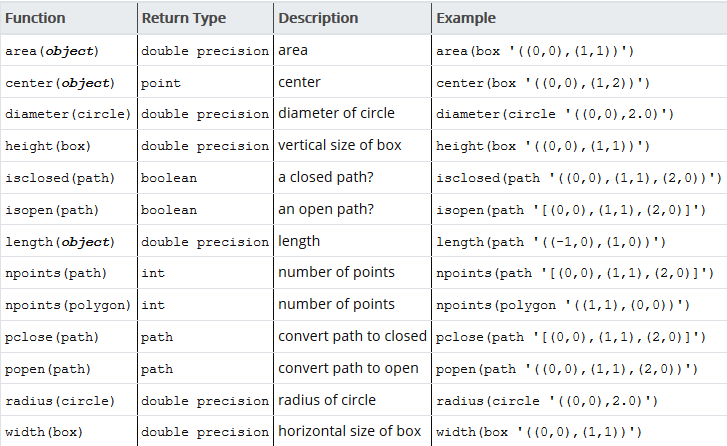 Function Return Type Description Example
area(object) double precision area area(box '((0,0),(1,1))')
center(object) point center center(box '((0,0),(1,2))')
diameter(circle) double precision diameter of circle diameter(circle '((0,0),2.0)')
height(box) double precision vertical size of box height(box '((0,0),(1,1))')
isclosed(path) boolean a closed path? isclosed(path '((0,0),(1,1),(2,0))')
isopen(path) boolean an open path? isopen(path '[(0,0),(1,1),(2,0)]')
length(object) double precision length length(path '((-1,0),(1,0))')
npoints(path) int number of points npoints(path '[(0,0),(1,1),(2,0)]')
npoints(polygon) int number of points npoints(polygon '((1,1),(0,0))')
pclose(path) path convert path to closed pclose(path '[(0,0),(1,1),(2,0)]')
popen(path) path convert path to open popen(path '((0,0),(1,1),(2,0))')
radius(circle) double precision radius of circle radius(circle '((0,0),2.0)')
width(box) double precision horizontal size of box width(box '((0,0),(1,1))')